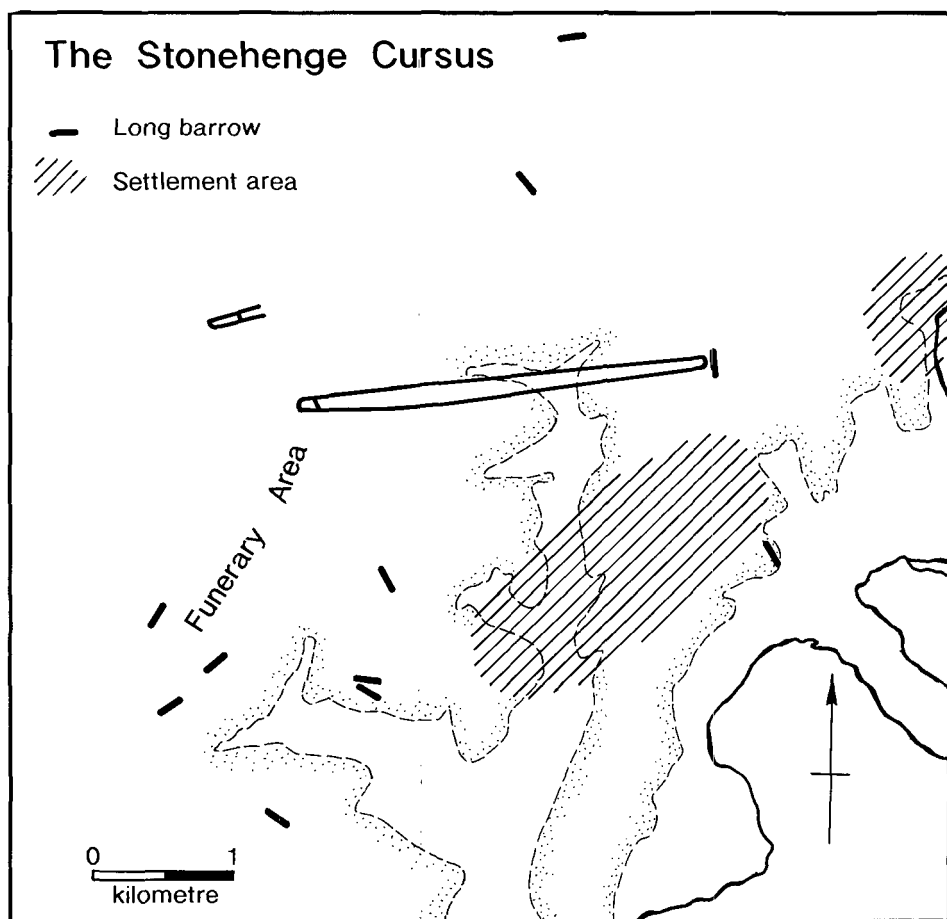 The Stonehenge Cursus
Long barrow
Settlement area
Funerary Area
0 1
kilometre